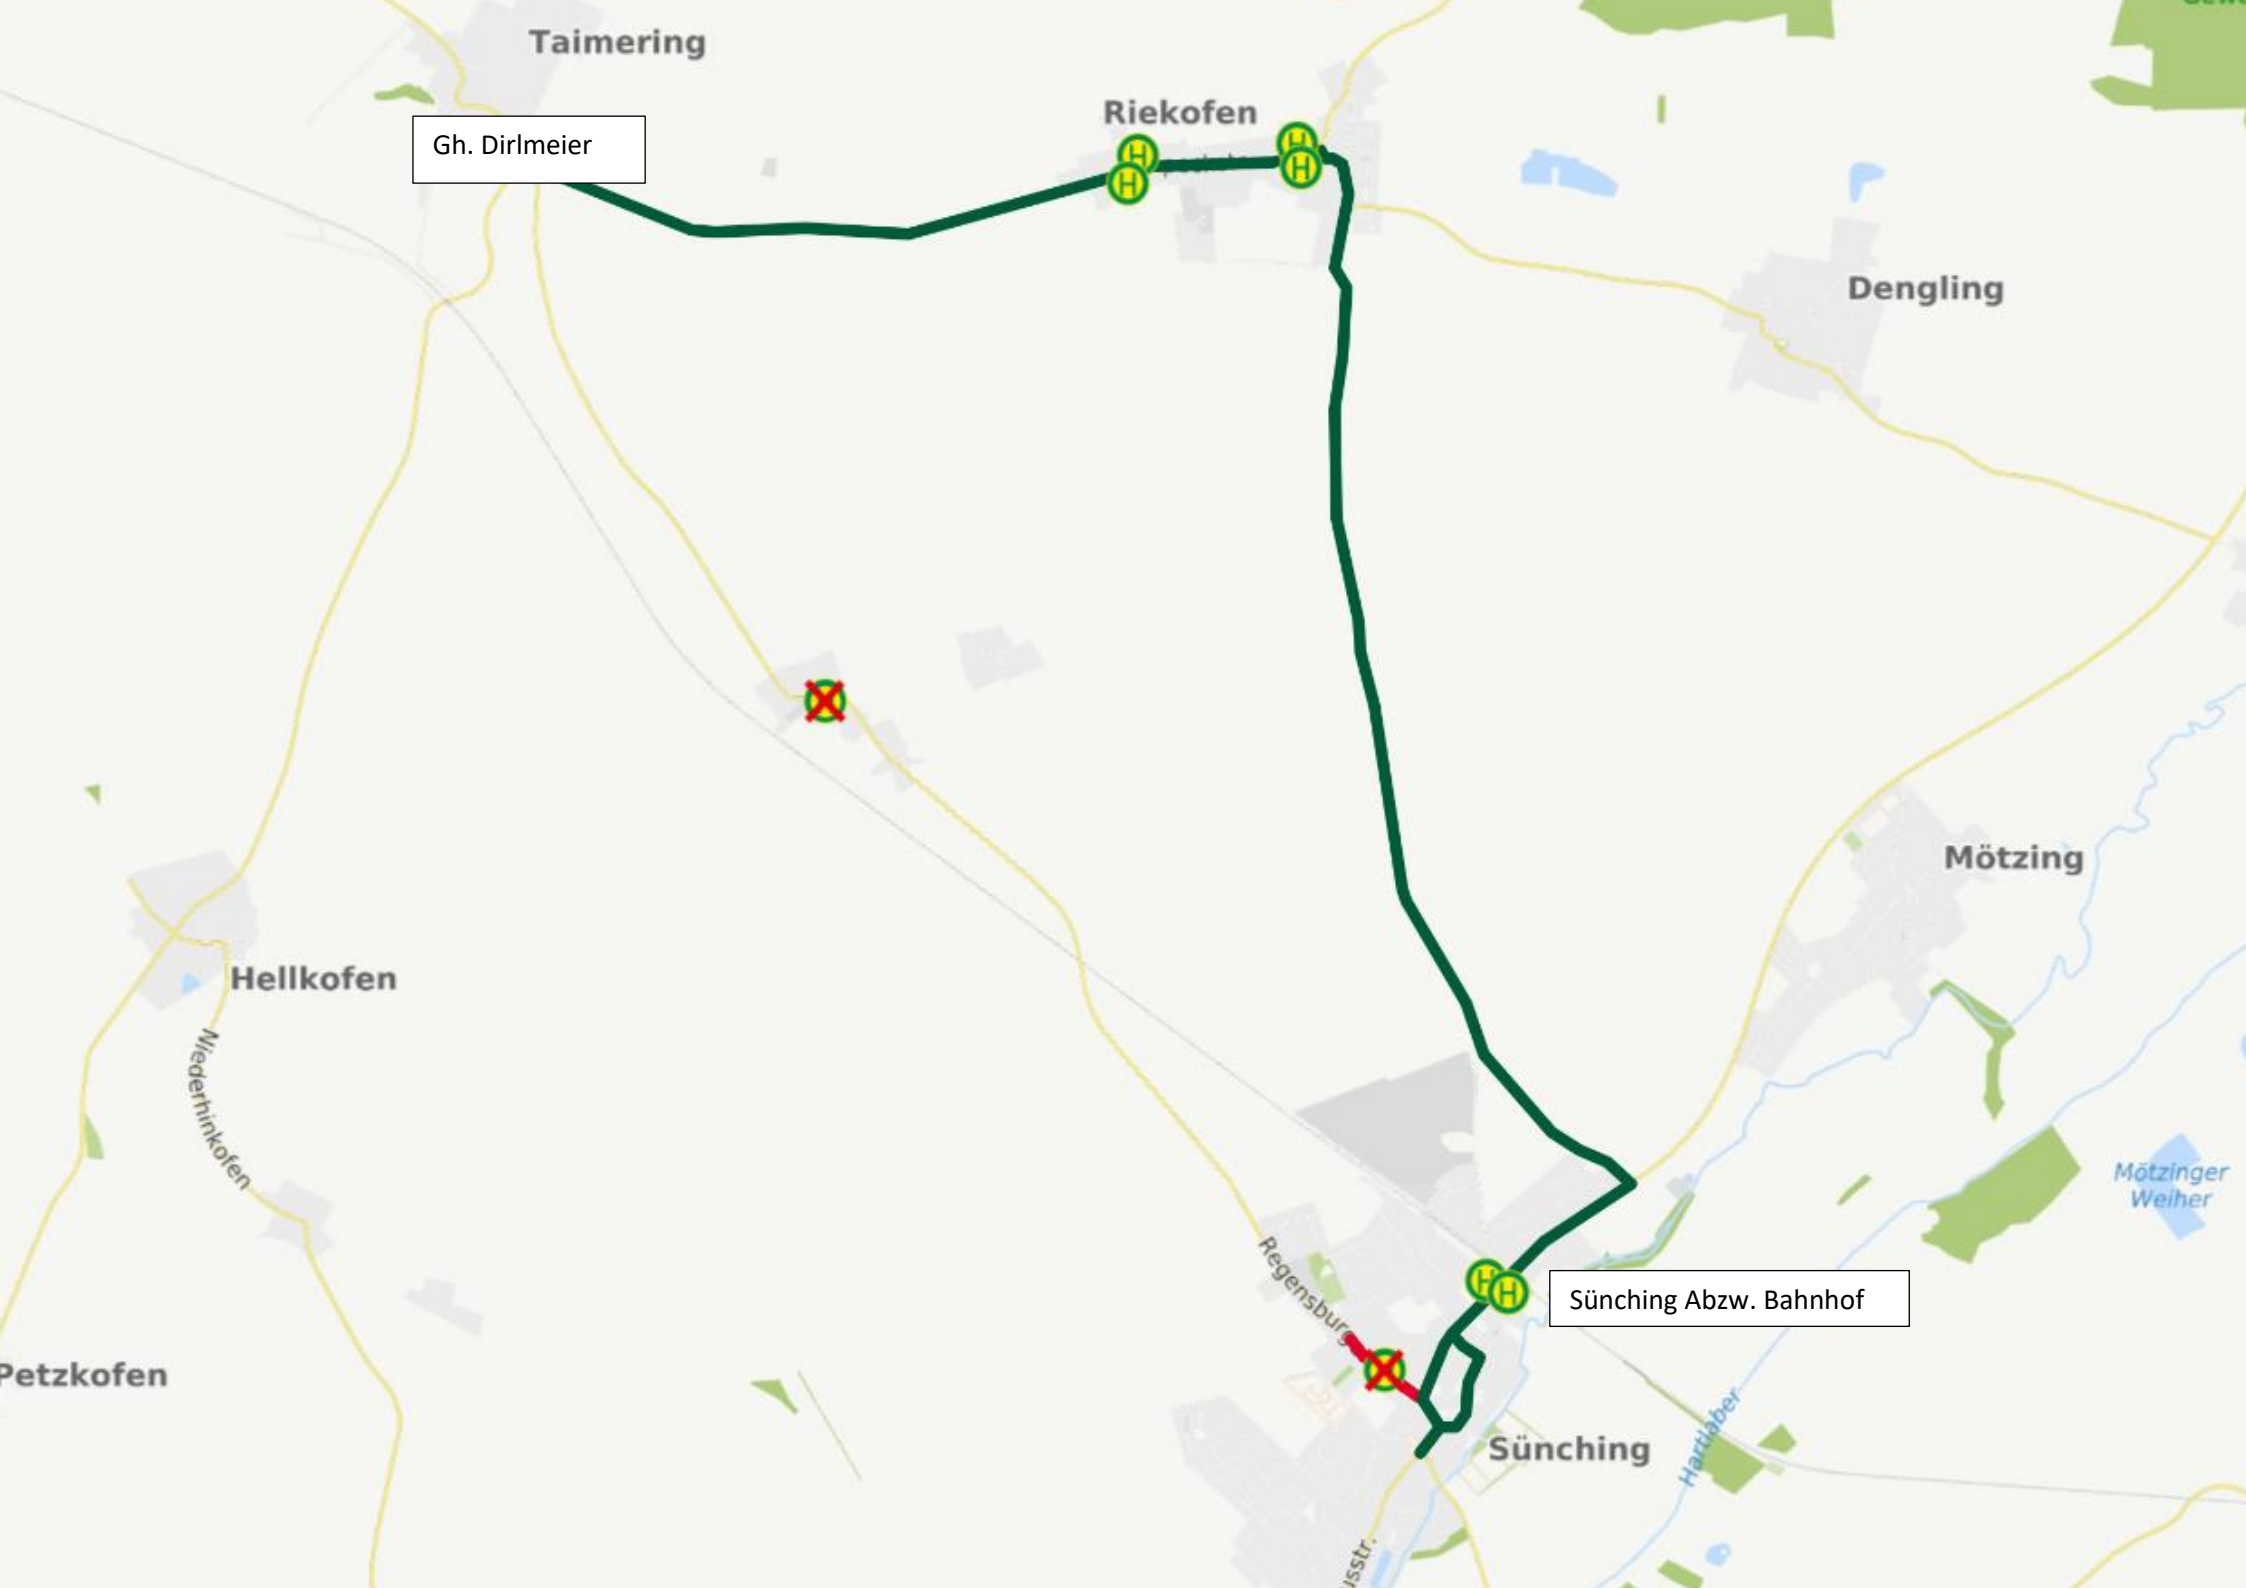 Taimering
Gh. Dirlmeier
Riekofen
H
H
H
H
Dengling
Mötzing
Hellkofen
Niederhinkofen
Mötzinger
Weiher
Regensburg
H
H
Sünching Abzw. Bahnhof
Petzkofen
Hartlaber
Sünching